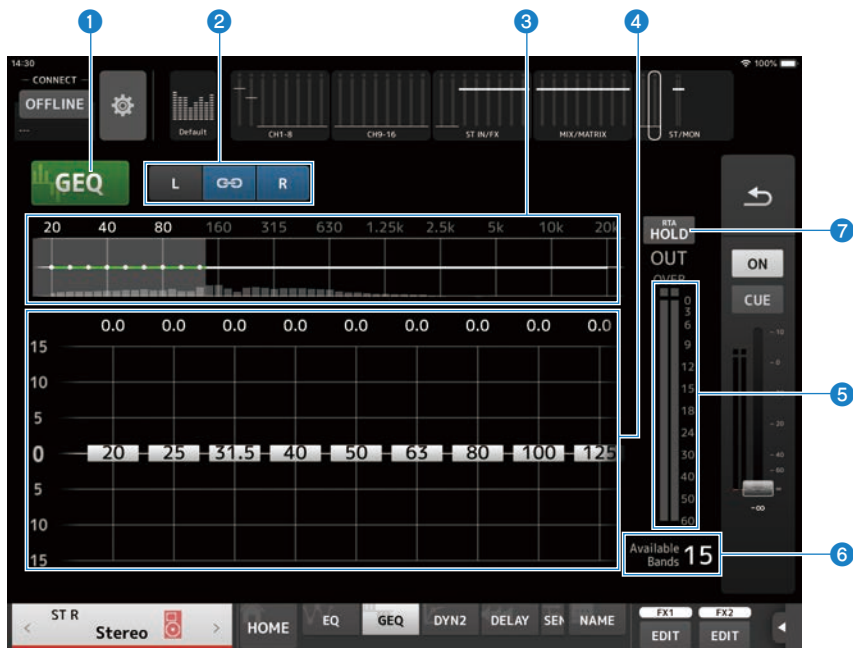 1 2 3 4
14:30 100%
CONNECT
OFFLINE
---
Default CH1-8 CH9-16 ST IN/FX MIX/MATRIX ST/MON
GEQ L R
20 40 80 160 315 630 1.25k 2.5k 5k 10k 20k
RTA
HOLD 7
OUT
OVER
ON
CUE
0.0 0.0 0.0 0.0 0.0 0.0 0.0 0.0 0.0
15
10
5
0 20 25 31.5 40 50 63 80 100 125
5
10
15
0
3
6
9
12
15
18
24
30
40
50
60
5
-10
-0
-20
-40
-60
-∞
Available
Bands 15 6
ST R
< Stereo >
HOME EQ GEQ DYN2 DELAY SEN NAME
FX1 FX2
EDIT EDIT